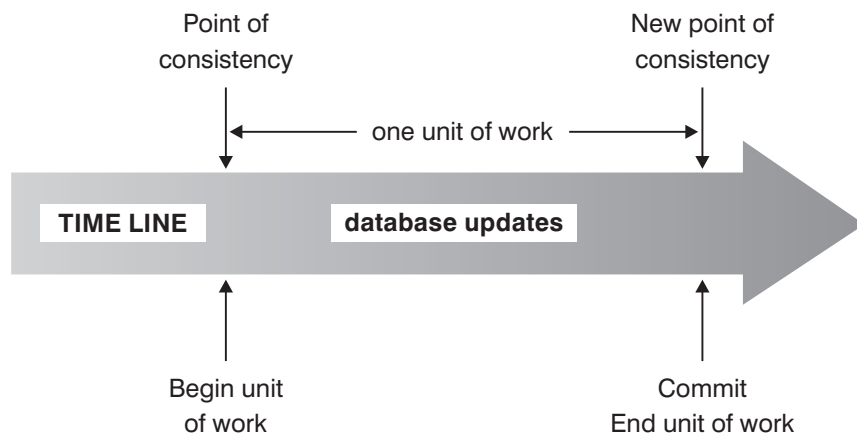 Point of
consistency
New point of
consistency
one unit of work
TIME LINE
database updates
Begin unit
of work
Commit
End unit of work